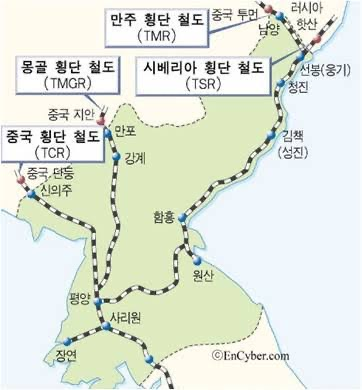 만주 횡단 철도
(TMR)
중국 투먼
남양
러시아
핫산
몽골 횡단 철도
(TMGR)
시베리아 횡단 철도
(TSR)
선봉(웅기)
청진
중국 지안
만포
중국 횡단 철도
(TCR)
강계
김책
(성진)
중국 단둥
신의주
함흥
원산
평양
사리원
장연
©EnCyber.com